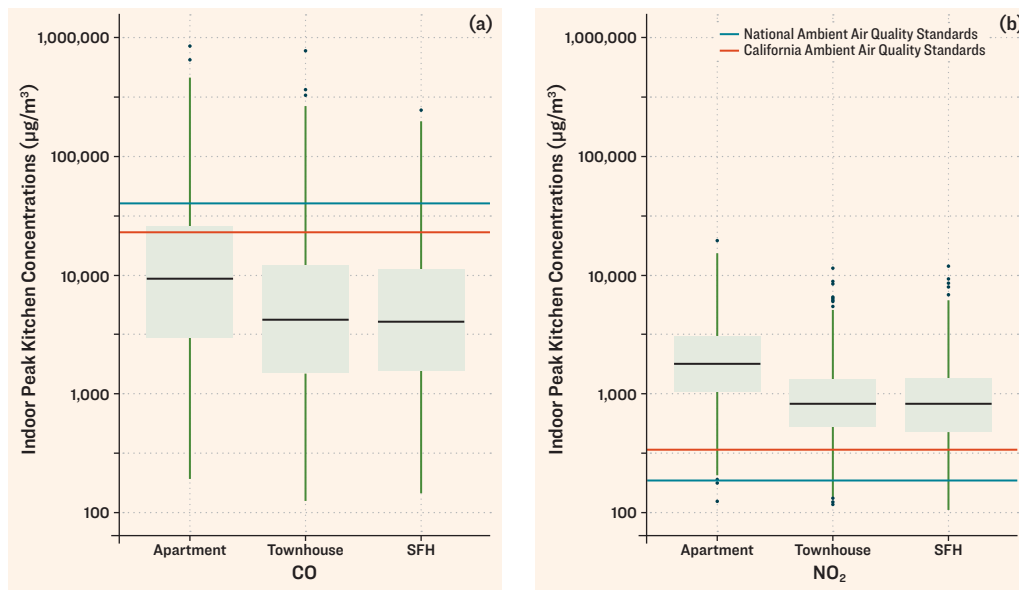 (a)
Indoor Peak Kitchen Concentrations (µg/m³)
1,000,000
100,000
10,000
1,000
100
Apartment
Townhouse
SFH
CO
(b)
National Ambient Air Quality Standards
California Ambient Air Quality Standards
Indoor Peak Kitchen Concentrations (µg/m³)
1,000,000
100,000
10,000
1,000
100
Apartment
Townhouse
SFH
NO₂